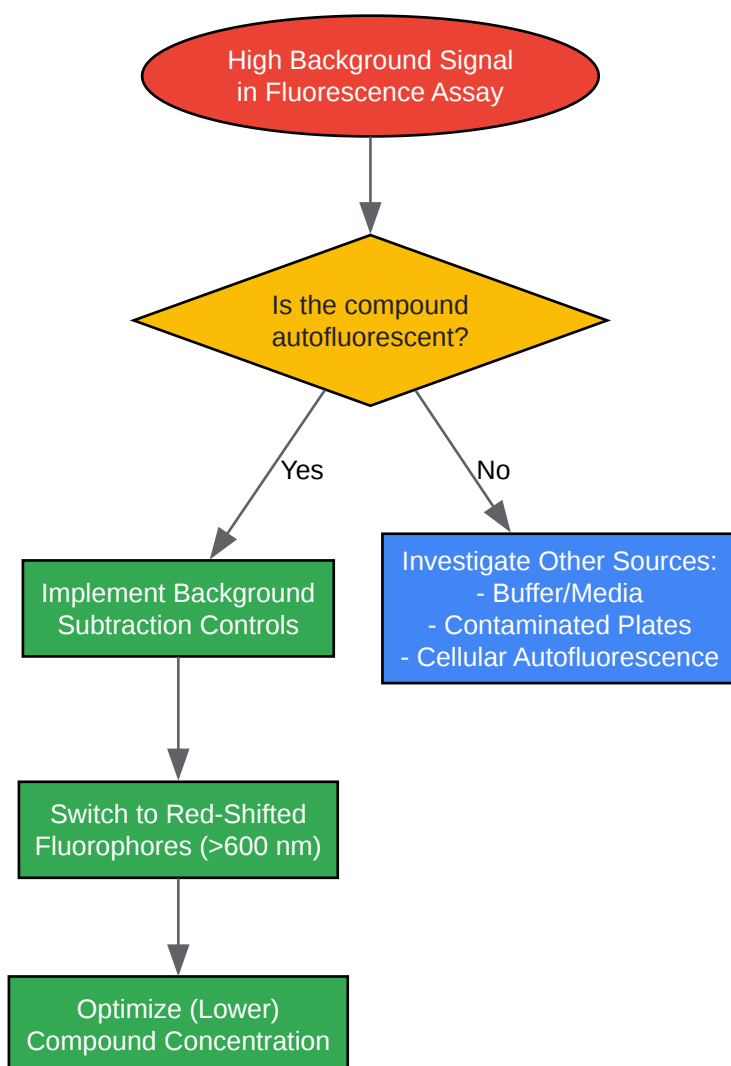 High Background Signal
in Fluorescence Assay
Is the compound
autofluorescent?
Yes
No
Implement Background
Subtraction Controls
Investigate Other Sources:
- Buffer/Media
- Contaminated Plates
- Cellular Autofluorescence
Switch to Red-Shifted
Fluorophores (>600 nm)
Optimize (Lower)
Compound Concentration